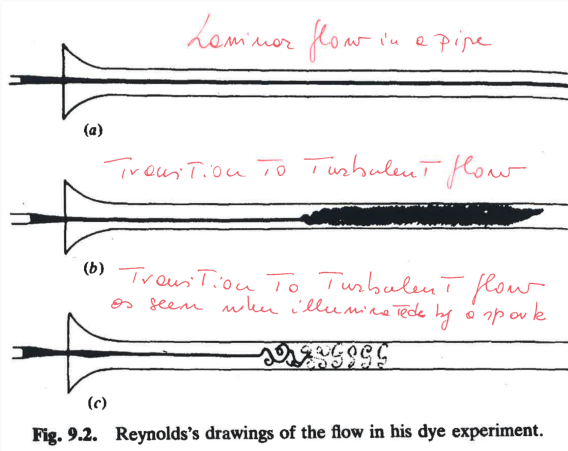 Laminar flow in a pipe
(a)
Transition to Turbulent flow
(b)
Transition To Turbulent flow
as seen when illuminated by a spark
(c)
Fig. 9.2. Reynolds's drawings of the flow in his dye experiment.